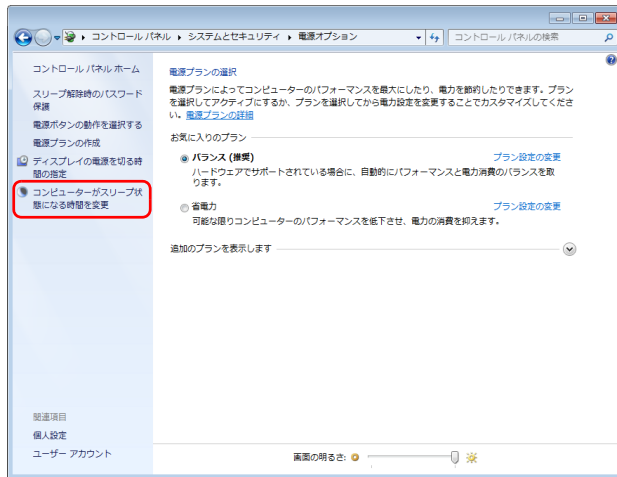 コントロール パネル ▸ システムとセキュリティ ▸ 電源オプション
コントロール パネルの検索
コントロール パネル ホーム
スリープ解除時のパスワード
保護
電源ボタンの動作を選択する
電源プランの作成
ディスプレイの電源を切る時
間の指定
コンピューターがスリープ状
態になる時間を変更
関連項目
個人設定
ユーザー アカウント
電源プランの選択
電源プランによってコンピューターのパフォーマンスを最大にしたり、電力を節約したりできます。プラン
を選択してアクティブにするか、プランを選択してから電力設定を変更することでカスタマイズしてくださ
い。電源プランの詳細
お気に入りのプラン
バランス (推奨) プラン設定の変更
ハードウェアでサポートされている場合に、自動的にパフォーマンスと電力消費のバランスを取
ります。
省電力 プラン設定の変更
可能な限りコンピューターのパフォーマンスを低下させ、電力の消費を抑えます。
追加のプランを表示します
画面の明るさ: